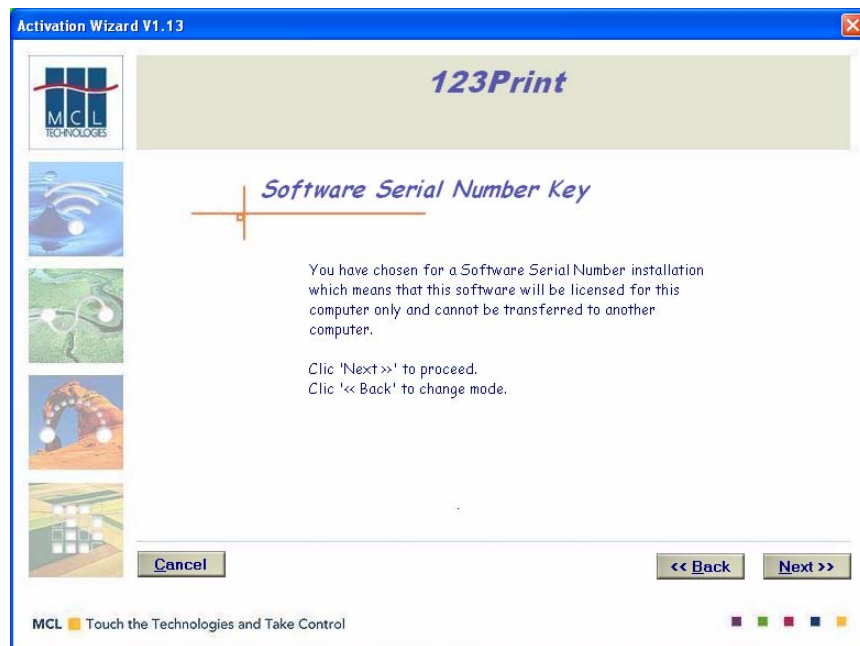 Activation Wizard V1.13
MCL
TECHNOLOGIES
123Print
Software Serial Number Key
You have chosen for a Software Serial Number installation
which means that this software will be licensed for this
computer only and cannot be transferred to another
computer.
Clic 'Next >>' to proceed.
Clic '<< Back' to change mode.
Cancel
<< Back
Next >>
MCL Touch the Technologies and Take Control